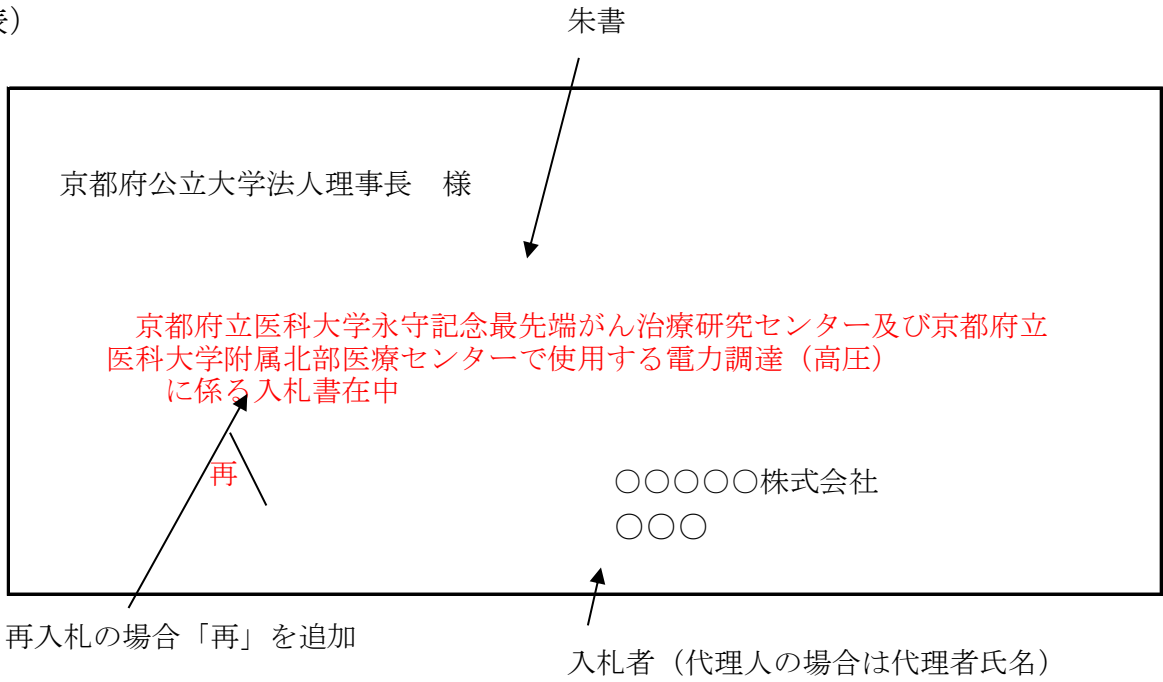 表）
朱書
京都府公立大学法人理事長　様
京都府立医科大学永守記念最先端がん治療研究センター及び京都府立
医科大学附属北部医療センターで使用する電力調達（高圧）
に係る入札書在中
再
○○○○○株式会社
○○○
再入札の場合「再」を追加
入札者（代理人の場合は代理者氏名）